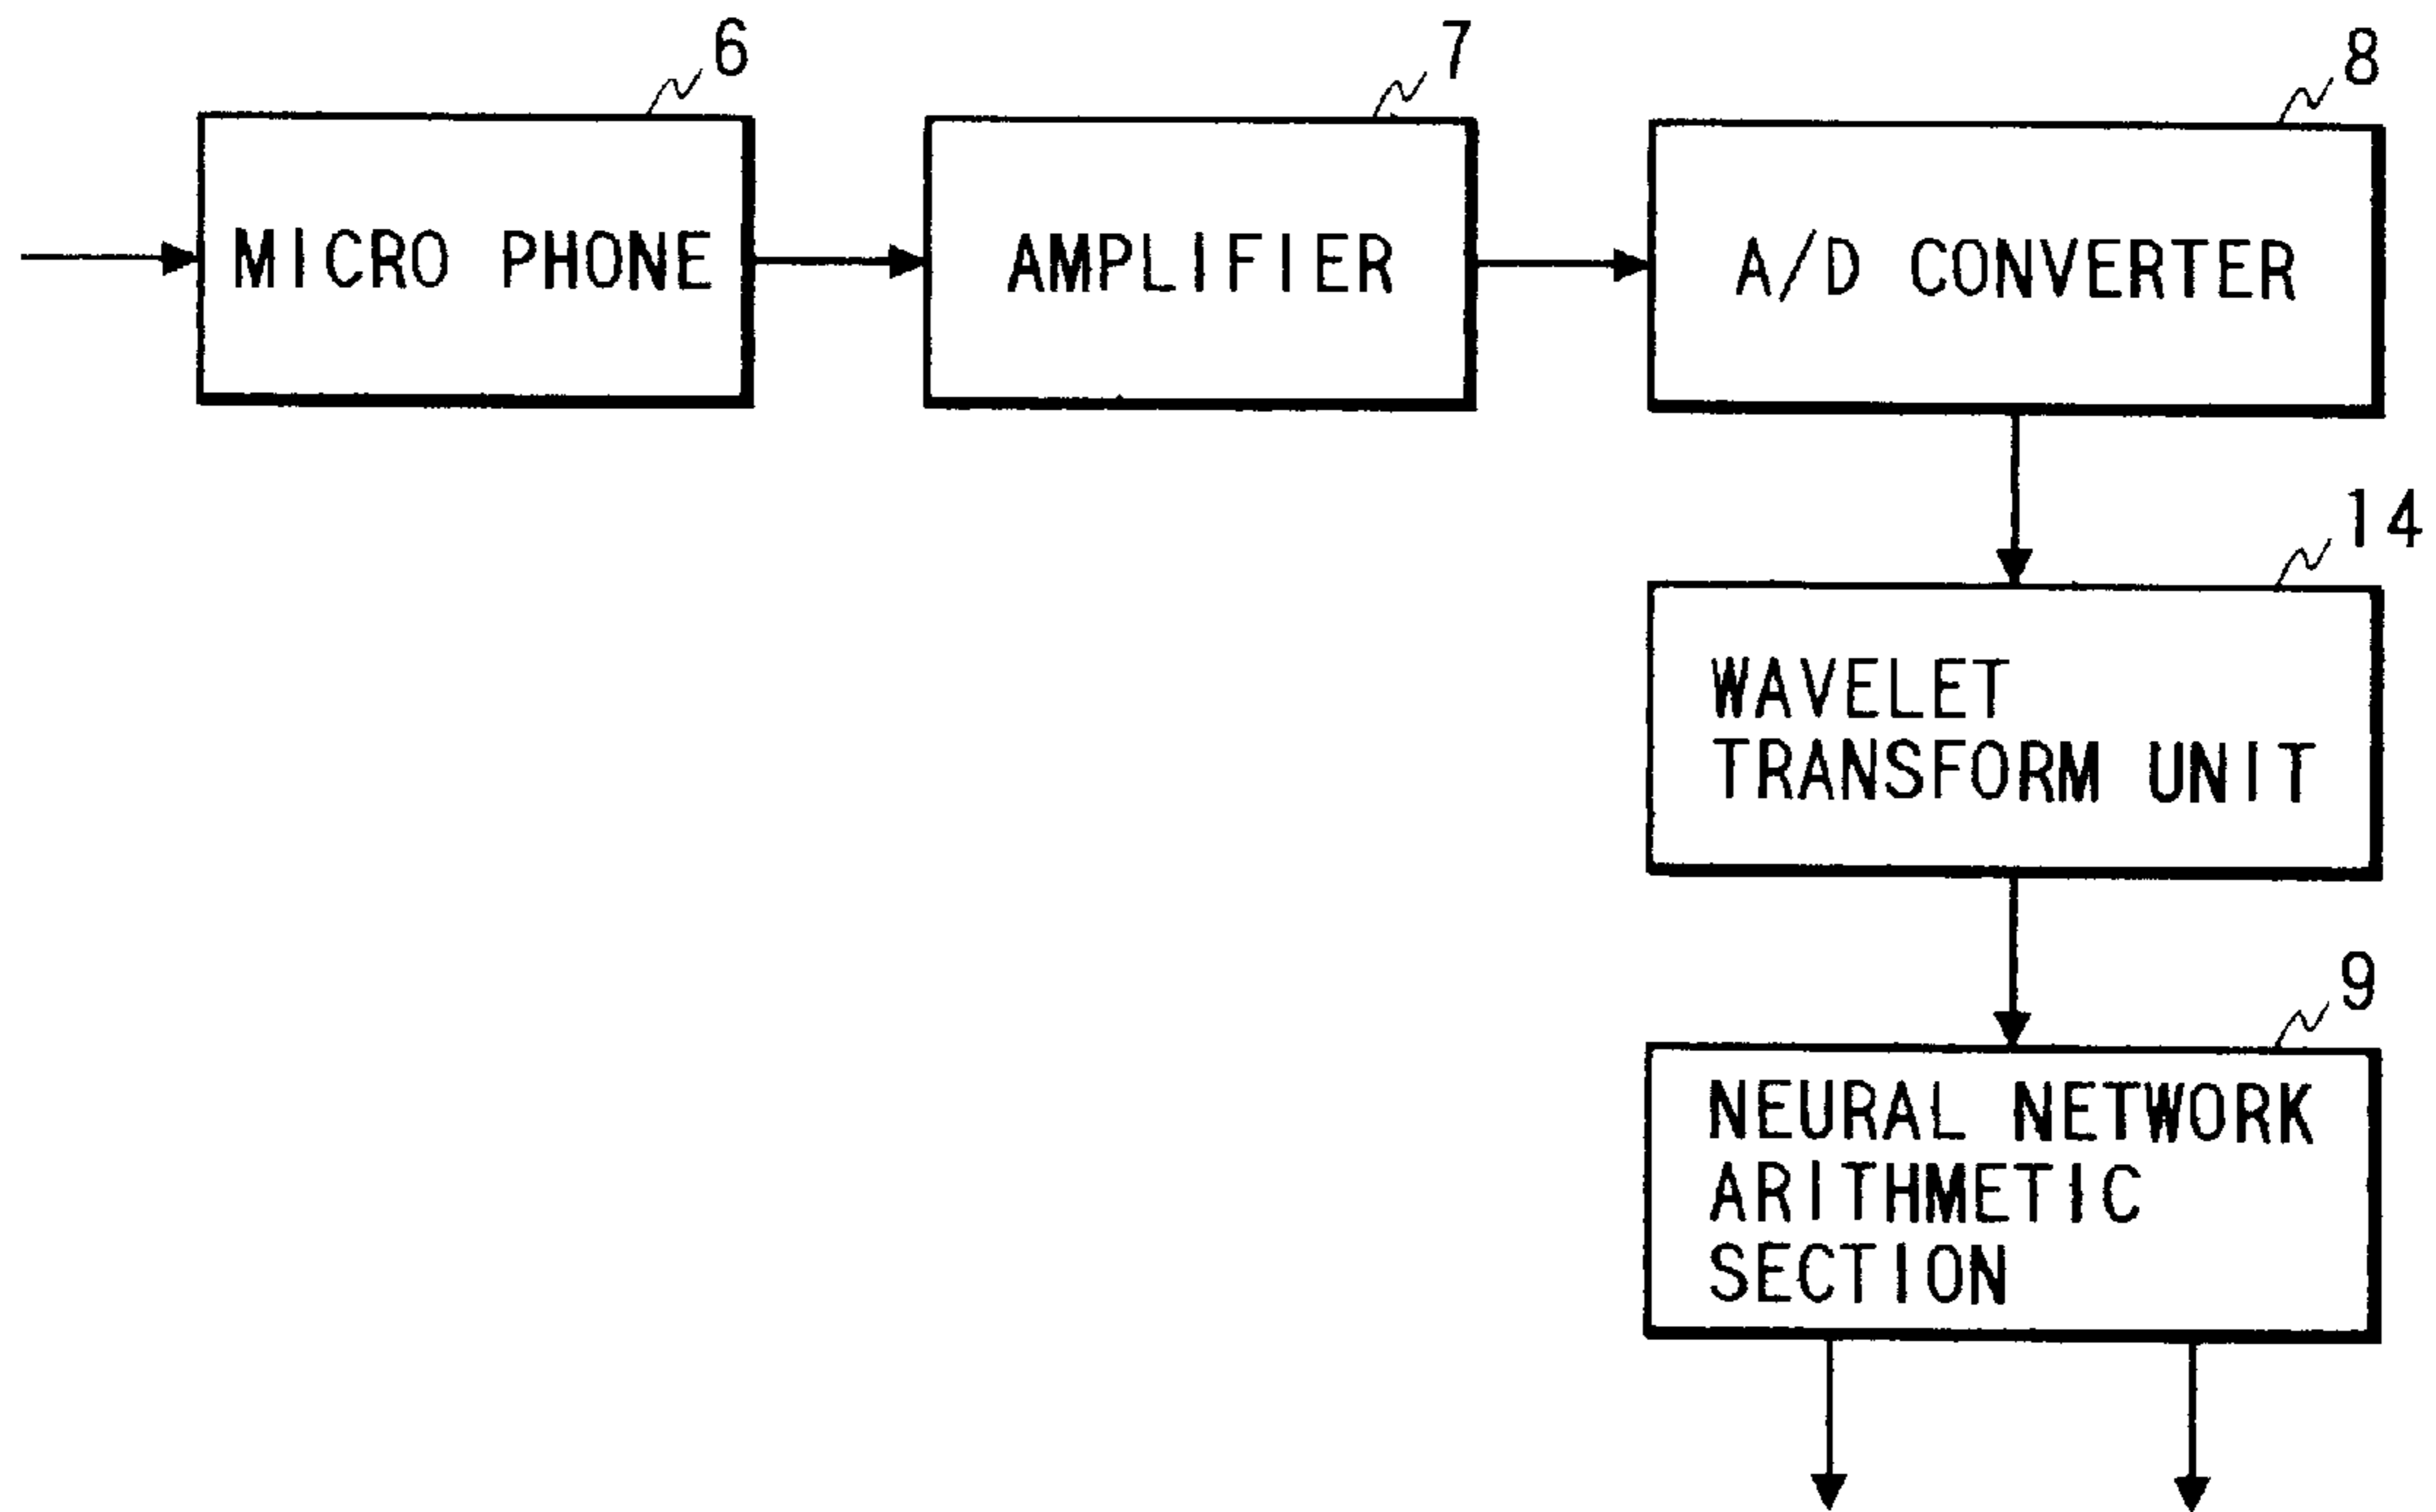 6
7
8
MICRO PHONE
AMPLIFIER
A/D CONVERTER
14
WAVELET
TRANSFORM UNIT
9
NEURAL NETWORK
ARITHMETIC
SECTION